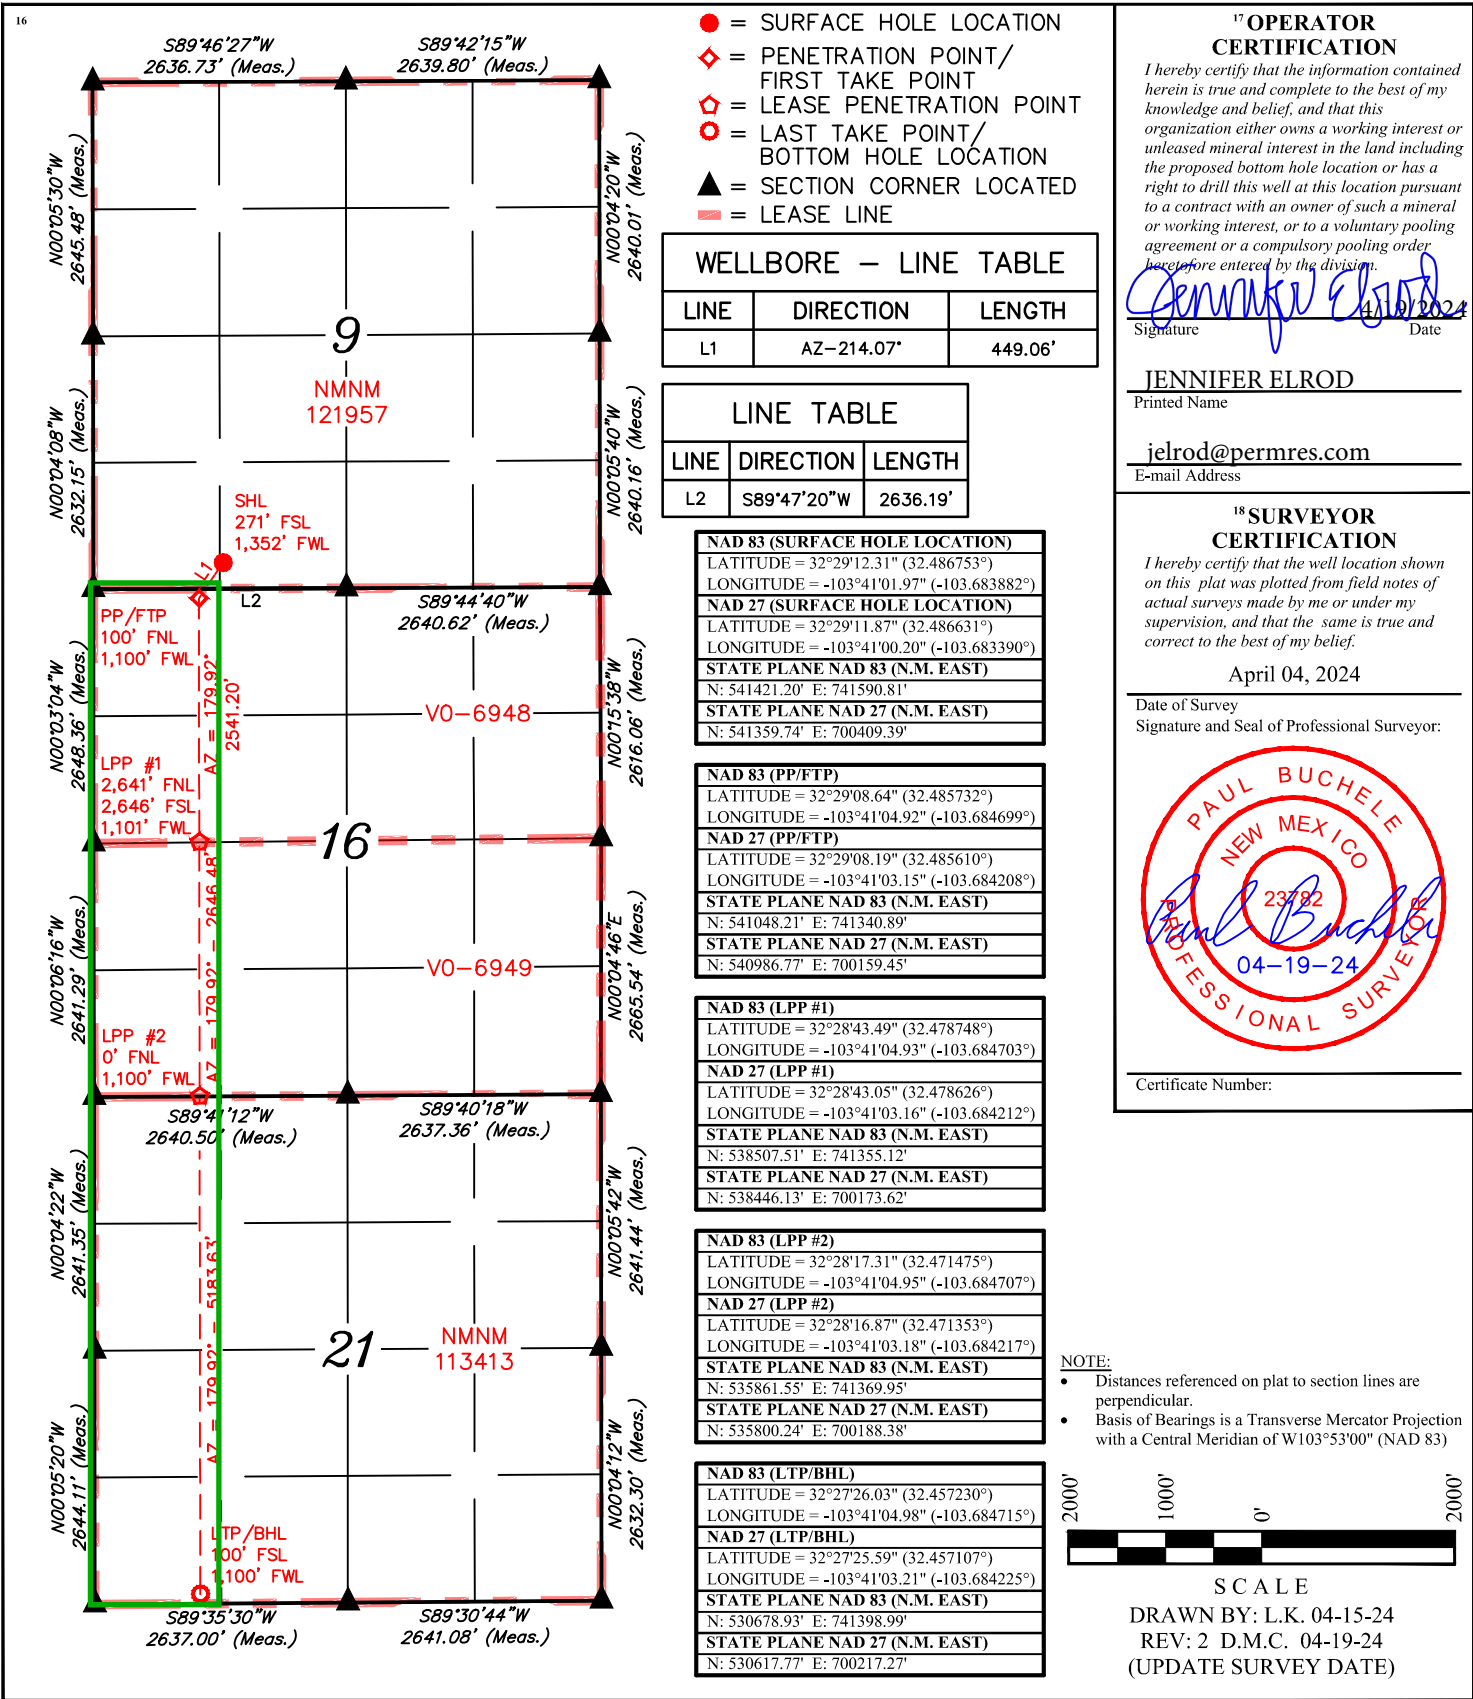 16
S89°46'27"W
2636.73' (Meas.)
S89°42'15"W
2639.80' (Meas.)
N00°05'30"W
2645.48' (Meas.)
N00°04'20"W
2640.01' (Meas.)
9
NMNM
121957
N00°04'08"W
2632.15' (Meas.)
N00°05'40"W
2640.16' (Meas.)
SHL
271' FSL
1,352' FWL
L1
L2
S89°44'40"W
2640.62' (Meas.)
PP/FTP
100' FNL
1,100' FWL
AZ = 179.92°
2541.20'
N00°03'04"W
2648.36' (Meas.)
N00°15'38"W
2616.06' (Meas.)
V0-6948
LPP #1
2,641' FNL
2,646' FSL
1,101' FWL
16
AZ = 179.92° - 2646.48'
N00°06'16"W
2641.29' (Meas.)
N00°04'46"E
2665.54' (Meas.)
V0-6949
LPP #2
0' FNL
1,100' FWL
S89°41'12"W
2640.50' (Meas.)
S89°40'18"W
2637.36' (Meas.)
N00°04'22"W
2641.35' (Meas.)
N00°05'42"W
2641.44' (Meas.)
AZ = 179.92° - 5183.63'
21
NMNM
113413
N00°05'20"W
2644.11' (Meas.)
N00°04'12"W
2632.30' (Meas.)
LTP/BHL
100' FSL
1,100' FWL
S89°35'30"W
2637.00' (Meas.)
S89°30'44"W
2641.08' (Meas.)
= SURFACE HOLE LOCATION
= PENETRATION POINT/
FIRST TAKE POINT
= LEASE PENETRATION POINT
= LAST TAKE POINT/
BOTTOM HOLE LOCATION
= SECTION CORNER LOCATED
= LEASE LINE
WELLBORE – LINE TABLE
LINE DIRECTION LENGTH
L1 AZ-214.07° 449.06'
LINE TABLE
LINE DIRECTION LENGTH
L2 S89°47'20"W 2636.19'
NAD 83 (SURFACE HOLE LOCATION)
LATITUDE = 32°29'12.31" (32.486753°)
LONGITUDE = -103°41'01.97" (-103.683882°)
NAD 27 (SURFACE HOLE LOCATION)
LATITUDE = 32°29'11.87" (32.486631°)
LONGITUDE = -103°41'00.20" (-103.683390°)
STATE PLANE NAD 83 (N.M. EAST)
N: 541421.20' E: 741590.81'
STATE PLANE NAD 27 (N.M. EAST)
N: 541359.74' E: 700409.39'
NAD 83 (PP/FTP)
LATITUDE = 32°29'08.64" (32.485732°)
LONGITUDE = -103°41'04.92" (-103.684699°)
NAD 27 (PP/FTP)
LATITUDE = 32°29'08.19" (32.485610°)
LONGITUDE = -103°41'03.15" (-103.684208°)
STATE PLANE NAD 83 (N.M. EAST)
N: 541048.21' E: 741340.89'
STATE PLANE NAD 27 (N.M. EAST)
N: 540986.77' E: 700159.45'
NAD 83 (LPP #1)
LATITUDE = 32°28'43.49" (32.478748°)
LONGITUDE = -103°41'04.93" (-103.684703°)
NAD 27 (LPP #1)
LATITUDE = 32°28'43.05" (32.478626°)
LONGITUDE = -103°41'03.16" (-103.684212°)
STATE PLANE NAD 83 (N.M. EAST)
N: 538507.51' E: 741355.12'
STATE PLANE NAD 27 (N.M. EAST)
N: 538446.13' E: 700173.62'
NAD 83 (LPP #2)
LATITUDE = 32°28'17.31" (32.471475°)
LONGITUDE = -103°41'04.95" (-103.684707°)
NAD 27 (LPP #2)
LATITUDE = 32°28'16.87" (32.471353°)
LONGITUDE = -103°41'03.18" (-103.684217°)
STATE PLANE NAD 83 (N.M. EAST)
N: 535861.55' E: 741369.95'
STATE PLANE NAD 27 (N.M. EAST)
N: 535800.24' E: 700188.38'
NAD 83 (LTP/BHL)
LATITUDE = 32°27'26.03" (32.457230°)
LONGITUDE = -103°41'04.98" (-103.684715°)
NAD 27 (LTP/BHL)
LATITUDE = 32°27'25.59" (32.457107°)
LONGITUDE = -103°41'03.21" (-103.684225°)
STATE PLANE NAD 83 (N.M. EAST)
N: 530678.93' E: 741398.99'
STATE PLANE NAD 27 (N.M. EAST)
N: 530617.77' E: 700217.27'
17 OPERATOR
CERTIFICATION
I hereby certify that the information contained
herein is true and complete to the best of my
knowledge and belief, and that this
organization either owns a working interest or
unleased mineral interest in the land including
the proposed bottom hole location or has a
right to drill this well at this location pursuant
to a contract with an owner of such a mineral
or working interest, or to a voluntary pooling
agreement or a compulsory pooling order
heretofore entered by the division.
Jennifer Elrod 4/19/2024
Signature Date
JENNIFER ELROD
Printed Name
jelrod@permres.com
E-mail Address
18 SURVEYOR
CERTIFICATION
I hereby certify that the well location shown
on this plat was plotted from field notes of
actual surveys made by me or under my
supervision, and that the same is true and
correct to the best of my belief.
April 04, 2024
Date of Survey
Signature and Seal of Professional Surveyor:
PAUL BUCHELE
NEW MEXICO
23782
Paul Buchele
04-19-24
PROFESSIONAL SURVEYOR
Certificate Number:
NOTE:
• Distances referenced on plat to section lines are
perpendicular.
• Basis of Bearings is a Transverse Mercator Projection
with a Central Meridian of W103°53'00" (NAD 83)
2000' 1000' 0' 2000'
SCALE
DRAWN BY: L.K. 04-15-24
REV: 2 D.M.C. 04-19-24
(UPDATE SURVEY DATE)